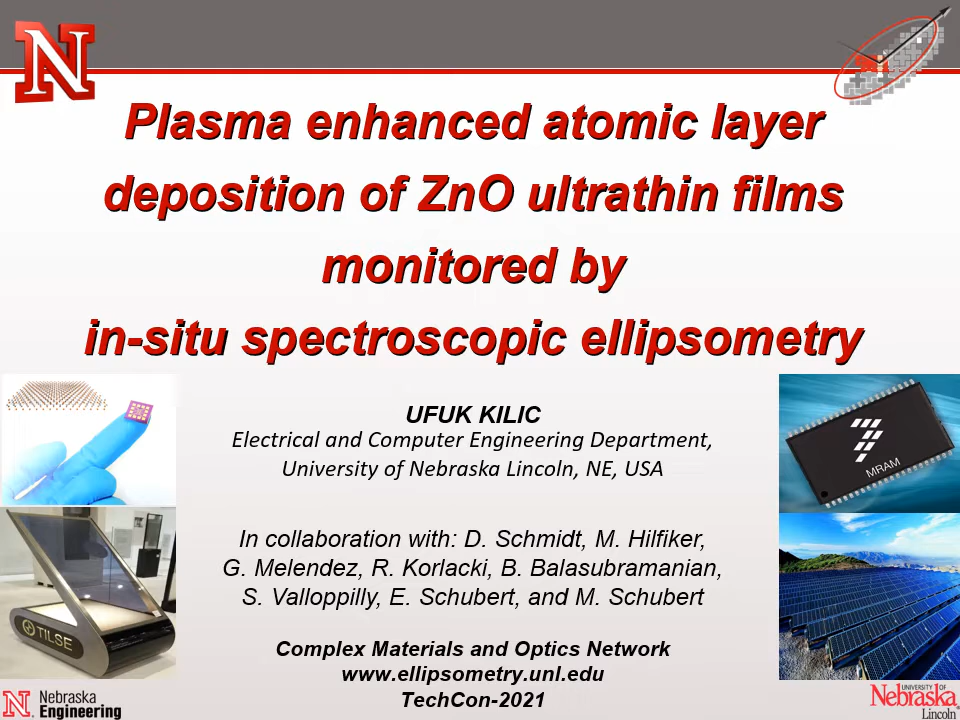 N
Plasma enhanced atomic layer
deposition of ZnO ultrathin films
monitored by
in-situ spectroscopic ellipsometry
UFUK KILIC
Electrical and Computer Engineering Department,
University of Nebraska Lincoln, NE, USA
MRAM
In collaboration with: D. Schmidt, M. Hilfiker,
G. Melendez, R. Korlacki, B. Balasubramanian,
S. Valloppilly, E. Schubert, and M. Schubert
TILSE
Complex Materials and Optics Network
www.ellipsometry.unl.edu
TechCon-2021
N Nebraska
Engineering
UNIVERSITY OF
Nebraska
Lincoln